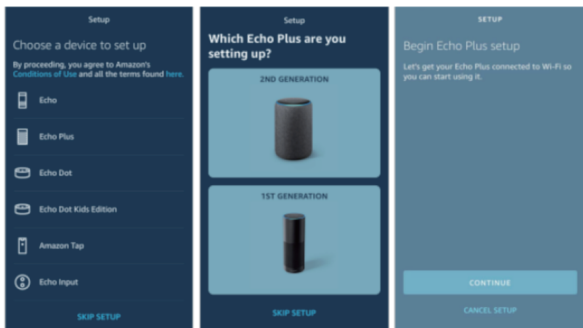 Setup
Choose a device to set up
By proceeding, you agree to Amazon's
Conditions of Use and all the terms found here.
Echo
Echo Plus
Echo Dot
Echo Dot Kids Edition
Amazon Tap
Echo Input
SKIP SETUP
Setup
Which Echo Plus are you
setting up?
2ND GENERATION
1ST GENERATION
SKIP SETUP
SETUP
Begin Echo Plus setup
Let's get your Echo Plus connected to Wi-Fi so
you can start using it.
CONTINUE
CANCEL SETUP